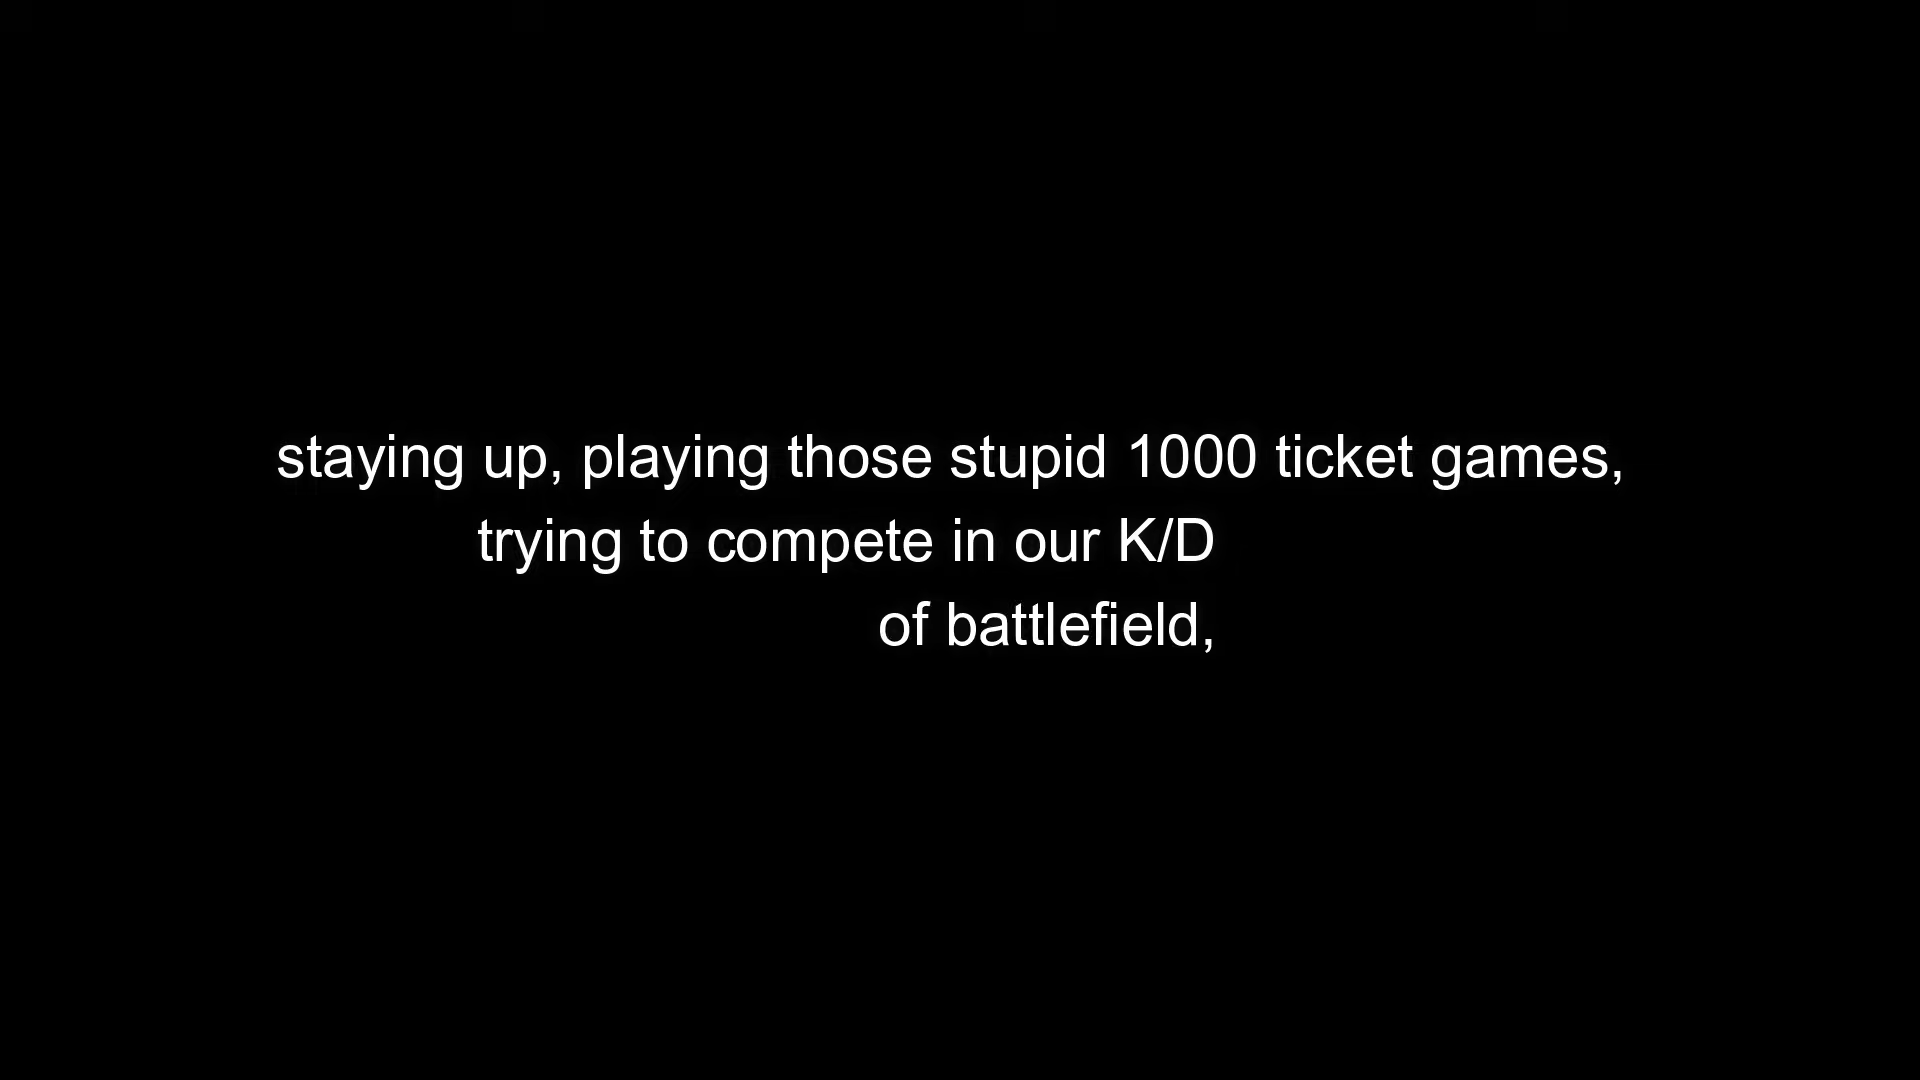 staying up, playing those stupid 1000 ticket games,
trying to compete in our K/D
of battlefield,